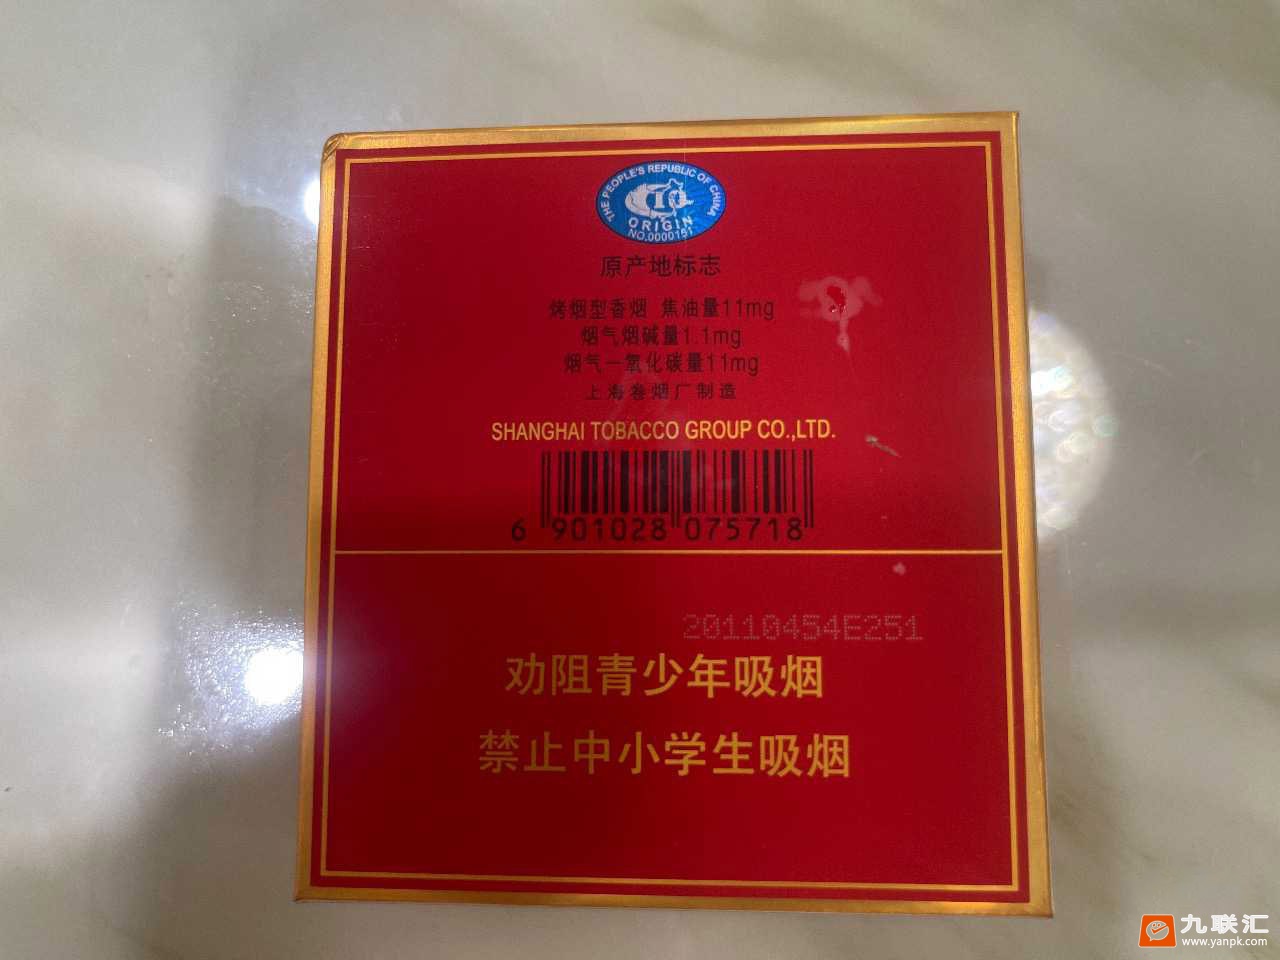 THE PEOPLE'S REPUBLIC OF CHINA
CIQ
ORIGIN
NO.0000151
原产地标志
烤烟型香烟 焦油量11mg
烟气烟碱量1.1mg
烟气一氧化碳量11mg
上海卷烟厂制造
SHANGHAI TOBACCO GROUP CO.,LTD.
6 901028 075718
20110454E251
劝阻青少年吸烟
禁止中小学生吸烟
九联汇
www.yanpk.com